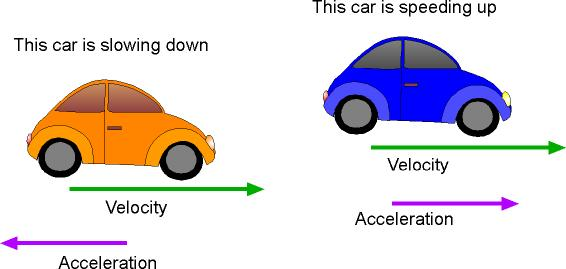 This car is slowing down
Velocity
Acceleration
This car is speeding up
Velocity
Acceleration